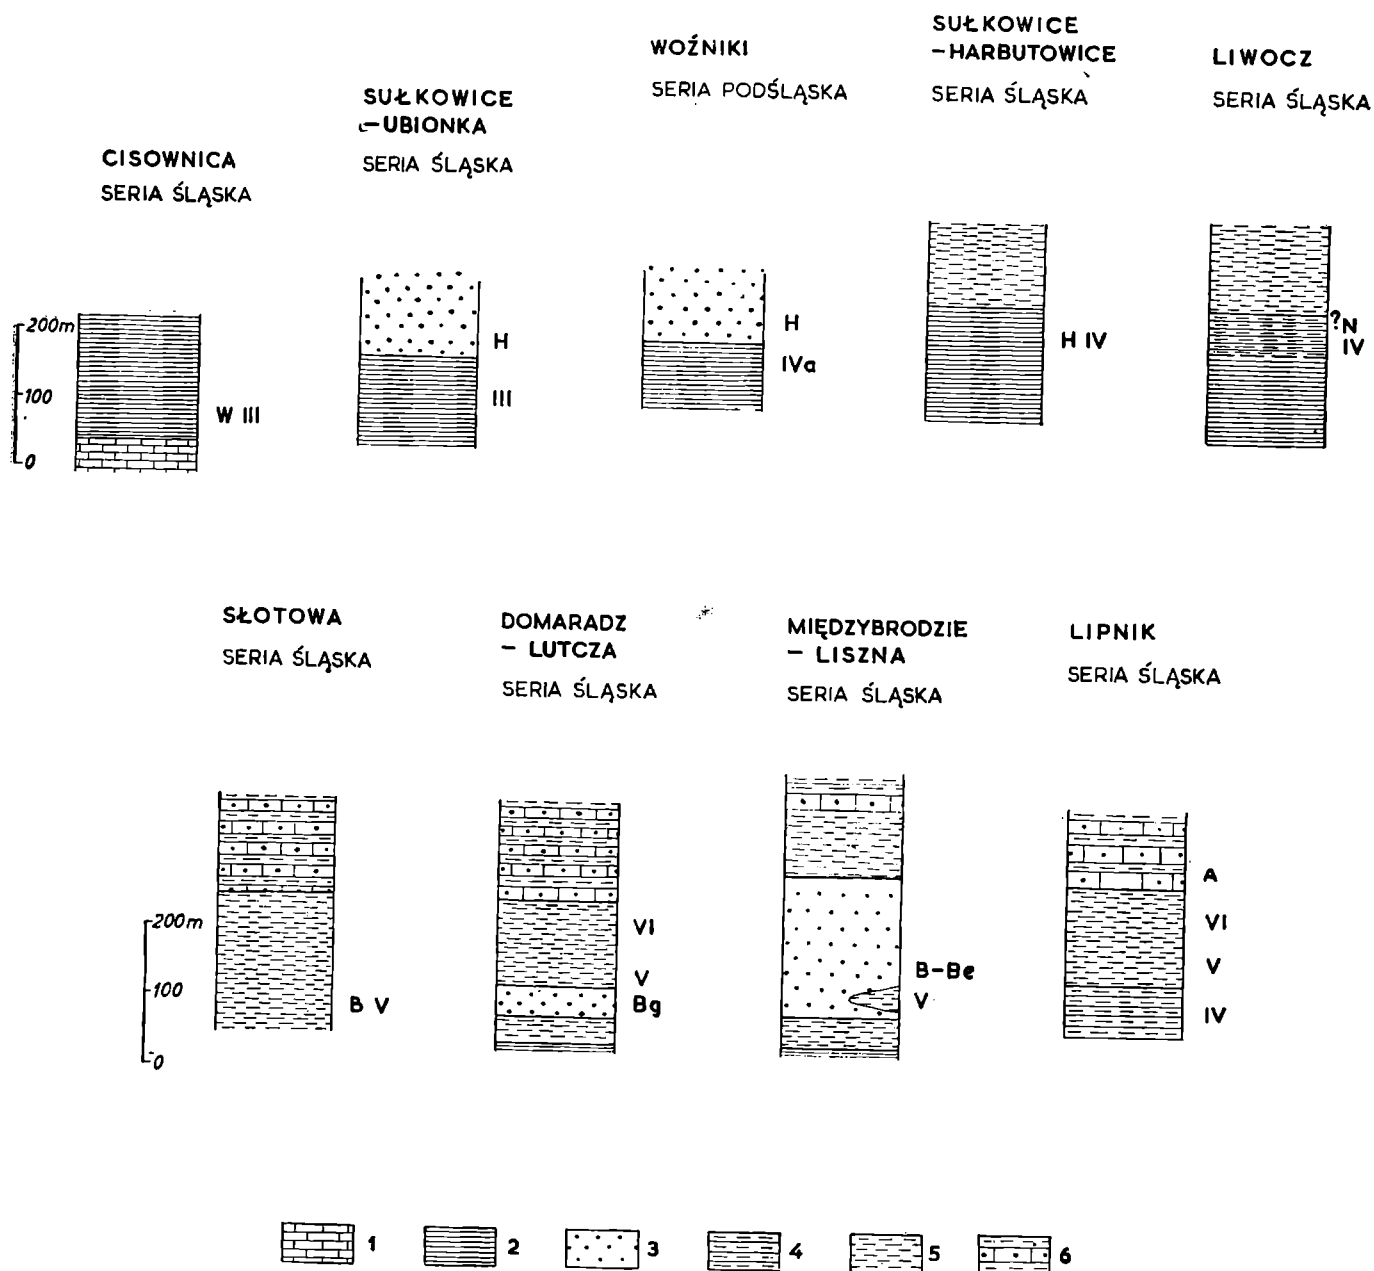 CISOWNICA
SERIA ŚLĄSKA
SUŁKOWICE
-UBIONKA
SERIA ŚLĄSKA
WOŹNIKI
SERIA PODŚLĄSKA
SUŁKOWICE
-HARBUTOWICE
SERIA ŚLĄSKA
LIWOCZ
SERIA ŚLĄSKA
200m
100
0
W III
H
III
H
IVa
H IV
?N
IV
SŁOTOWA
SERIA ŚLĄSKA
DOMARADZ
- LUTCZA
SERIA ŚLĄSKA
MIĘDZYBRODZIE
- LISZNA
SERIA ŚLĄSKA
LIPNIK
SERIA ŚLĄSKA
200m
100
0
B V
VI
V
Bg
B-Be
V
A
VI
V
IV
1
2
3
4
5
6